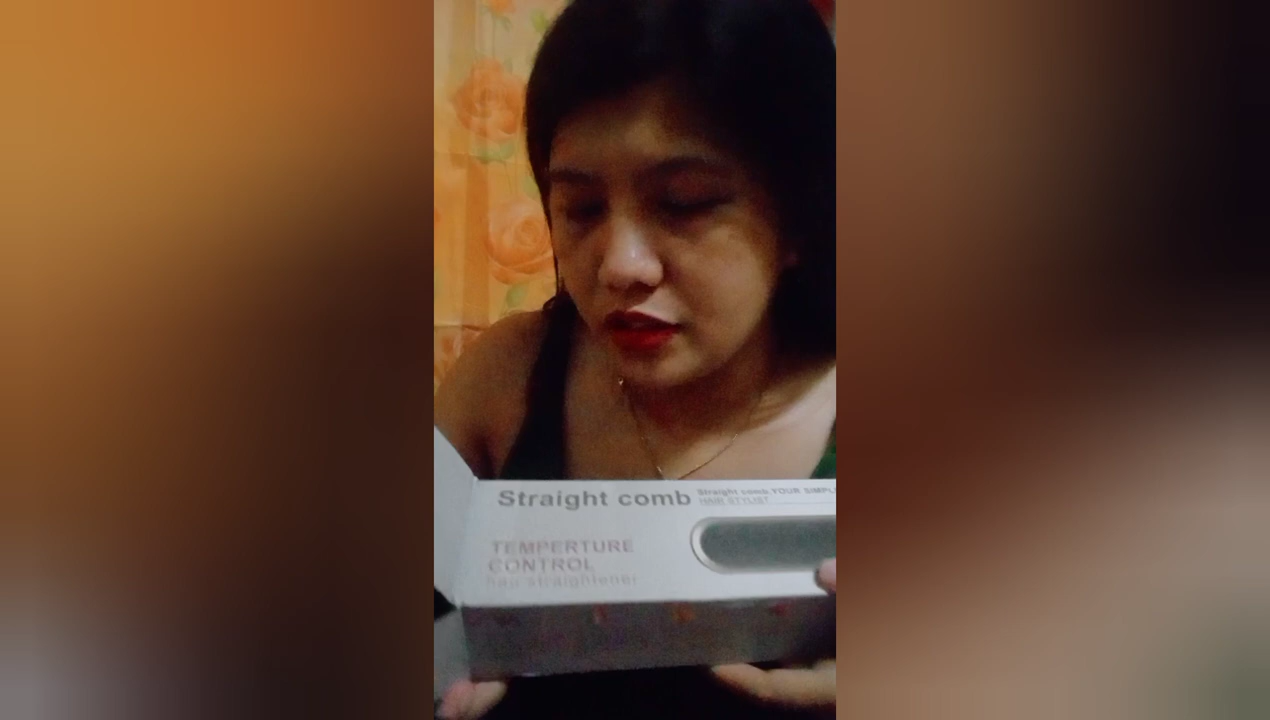 Straight comb
Straight comb,YOUR SIMPL
HAIR STYLIST
TEMPERTURE
CONTROL
hair straightener